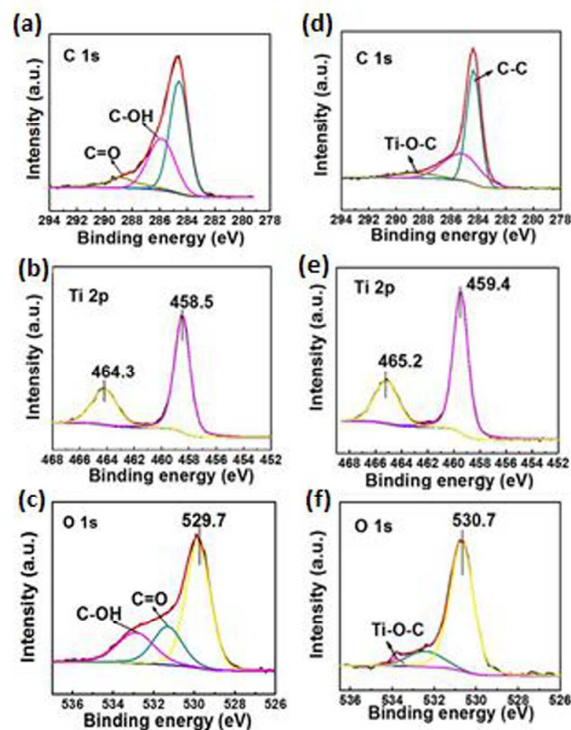 (a)
C 1s
C-OH
C=O
Intensity (a.u.)
294 292 290 288 286 284 282 280 278
Binding energy (eV)
(d)
C 1s
C-C
Ti-O-C
Intensity (a.u.)
294 292 290 288 286 284 282 280 278
Binding energy (eV)
(b)
Ti 2p
458.5
464.3
Intensity (a.u.)
468 466 464 462 460 458 456 454 452
Binding energy (eV)
(e)
Ti 2p
459.4
465.2
Intensity (a.u.)
468 466 464 462 460 458 456 454 452
Binding energy (eV)
(c)
O 1s
529.7
C=O
C-OH
Intensity (a.u.)
536 534 532 530 528 526
Binding energy (eV)
(f)
O 1s
530.7
Ti-O-C
Intensity (a.u.)
536 534 532 530 528 526
Binding energy (eV)